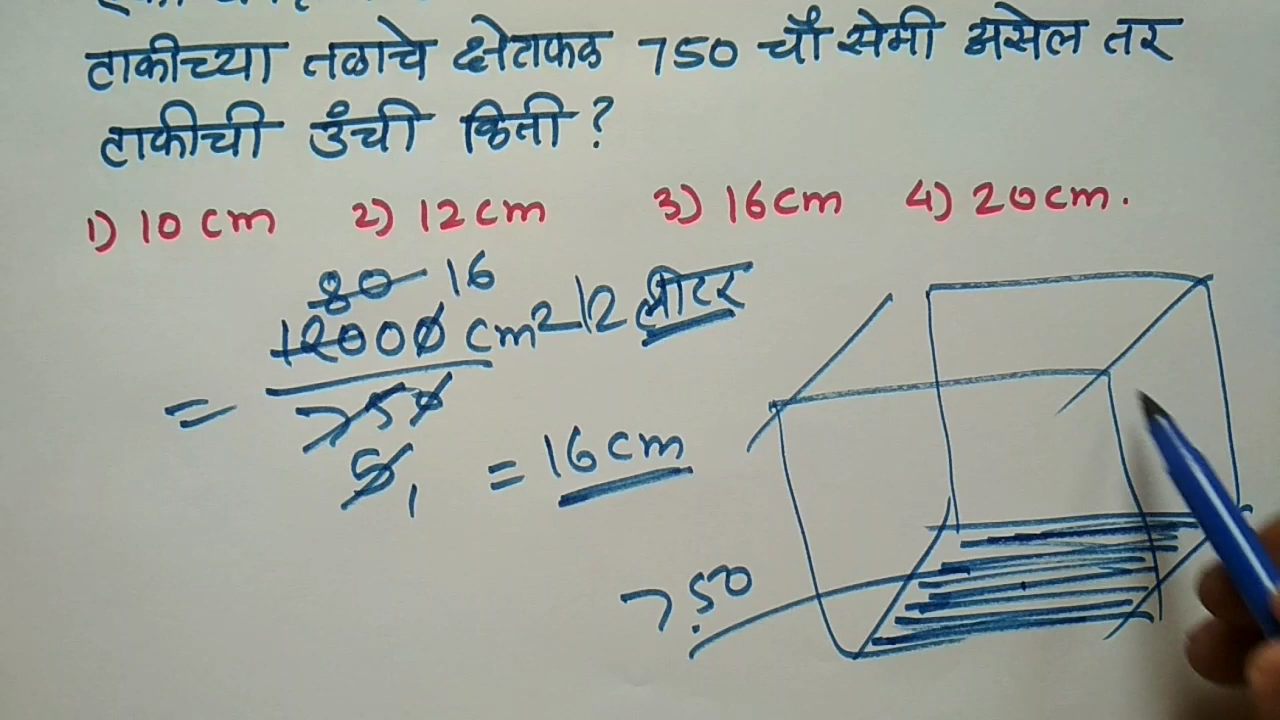 टाकीच्या तळाचे क्षेत्रफळ 750 चौ सेमी असेल तर
टाकीची उंची किती?
1) 10 cm 2) 12 cm 3) 16 cm 4) 20 cm.
80 16
12000 cm² 12 लीटर
= 750
5 1 = 16 cm
750